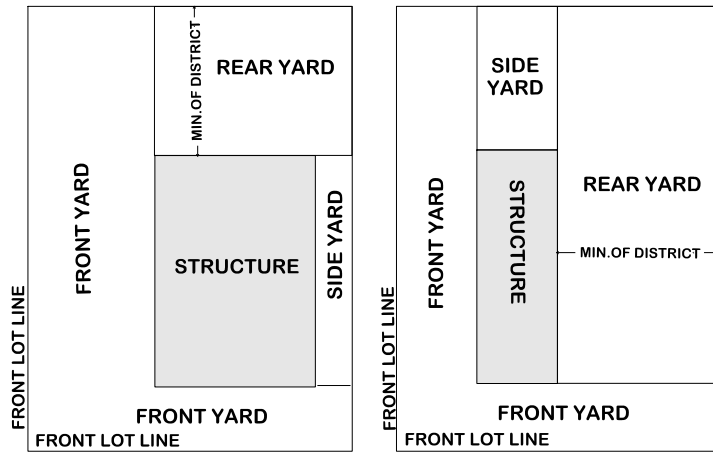 MIN.OF DISTRICT
REAR YARD
FRONT YARD
STRUCTURE
SIDE YARD
FRONT LOT LINE
FRONT YARD
FRONT LOT LINE
SIDE
YARD
FRONT YARD
STRUCTURE
REAR YARD
MIN.OF DISTRICT
FRONT LOT LINE
FRONT YARD
FRONT LOT LINE